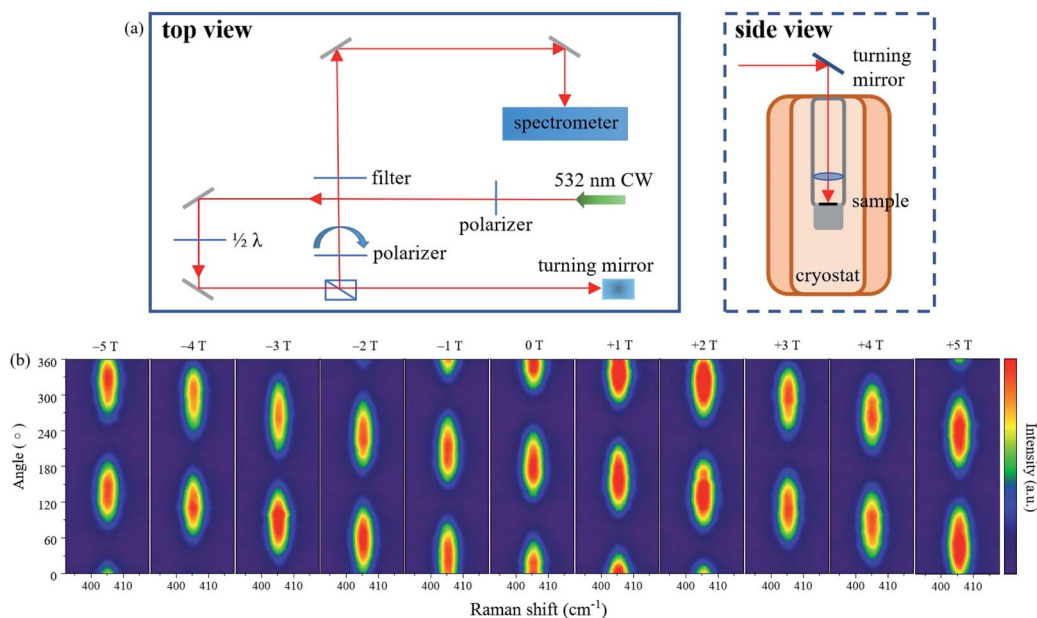 (a)
top view
spectrometer
filter
532 nm CW
polarizer
½ λ
polarizer
turning mirror
side view
turning
mirror
sample
cryostat
(b)
−5 T −4 T −3 T −2 T −1 T 0 T +1 T +2 T +3 T +4 T +5 T
360
300
240
180
120
60
0
Angle (°)
400 410 400 410 400 410 400 410 400 410 400 410 400 410 400 410 400 410 400 410 400 410
Raman shift (cm⁻¹)
Intensity (a.u.)